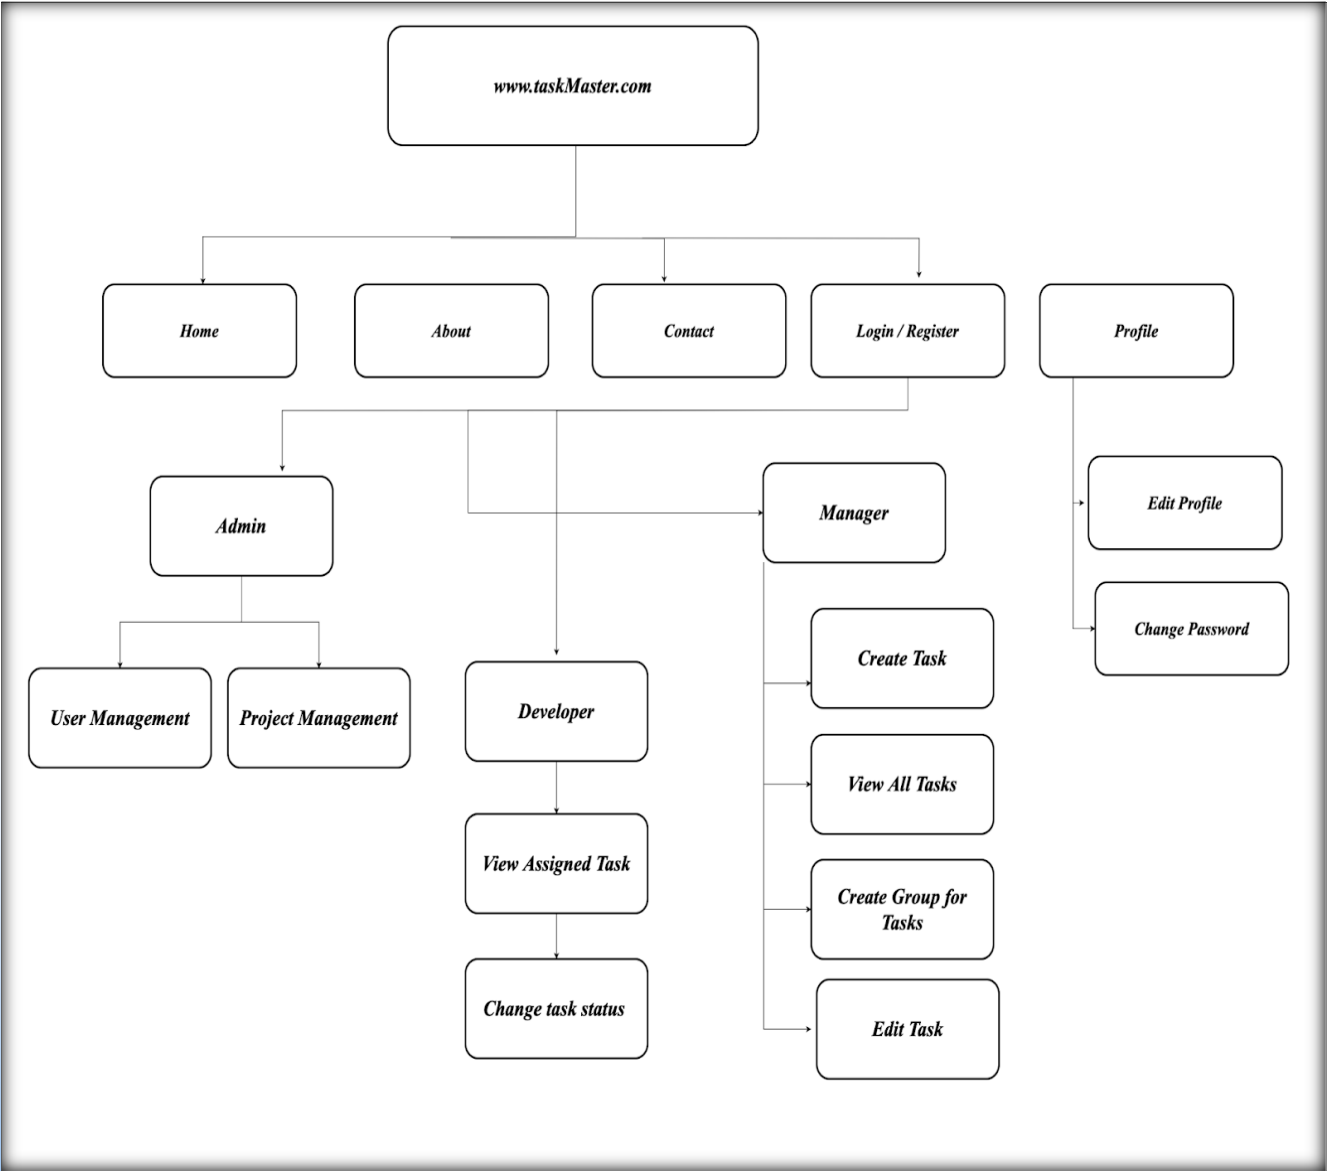 www.taskMaster.com
Home
About
Contact
Login / Register
Profile
Admin
Manager
Edit Profile
Change Password
User Management
Project Management
Developer
Create Task
View All Tasks
View Assigned Task
Create Group for
Tasks
Change task status
Edit Task